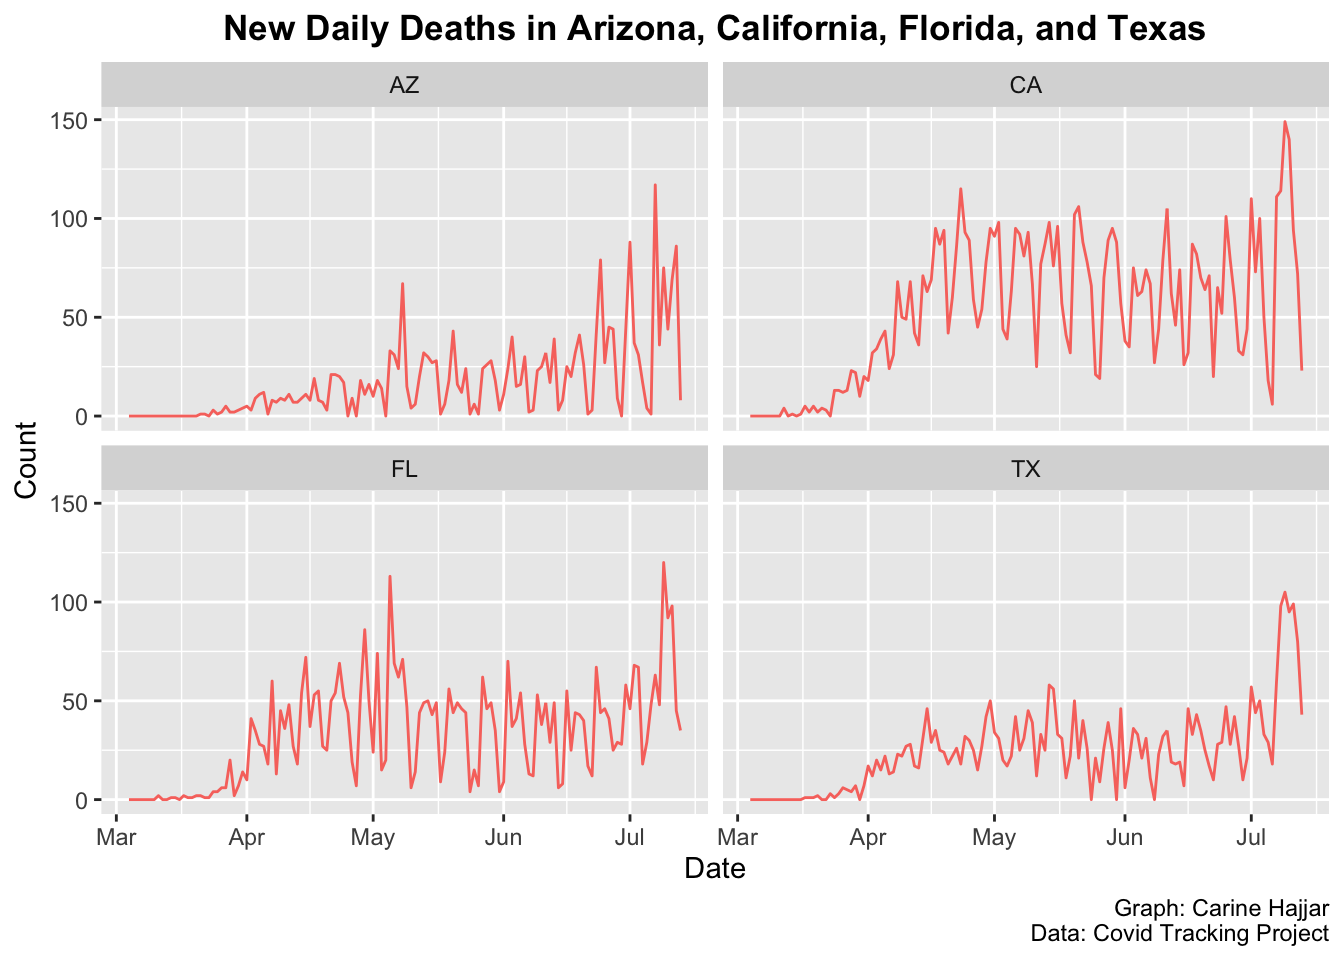 New Daily Deaths in Arizona, California, Florida, and Texas
AZ
CA
150
100
50
0
Count
FL
TX
150
100
50
0
Mar Apr May Jun Jul
Mar Apr May Jun Jul
Date
Graph: Carine Hajjar
Data: Covid Tracking Project